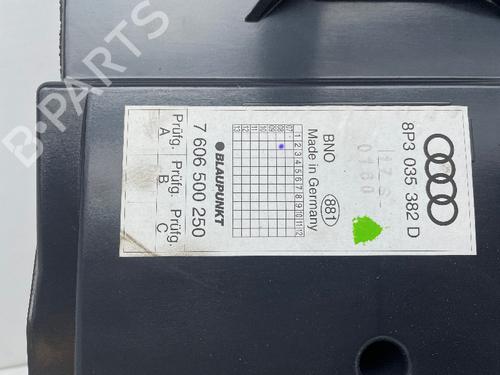 8P3 035 382 D
BNO
Made in Germany
881
1 2 3 4 5 6 7 8 9 10 11 12
BLAUPUNKT
7 606 500 250
Prüfg. Prüfg. Prüfg.
A B C
B-PARTS